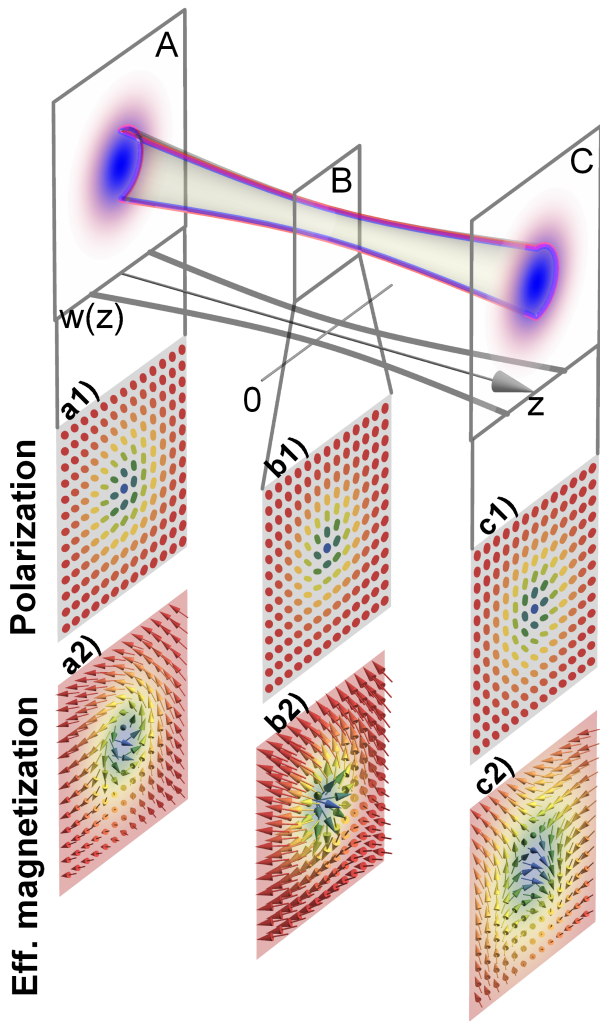 A
B
C
w(z)
0
z
a1)
b1)
c1)
Polarization
a2)
b2)
c2)
Eff. magnetization